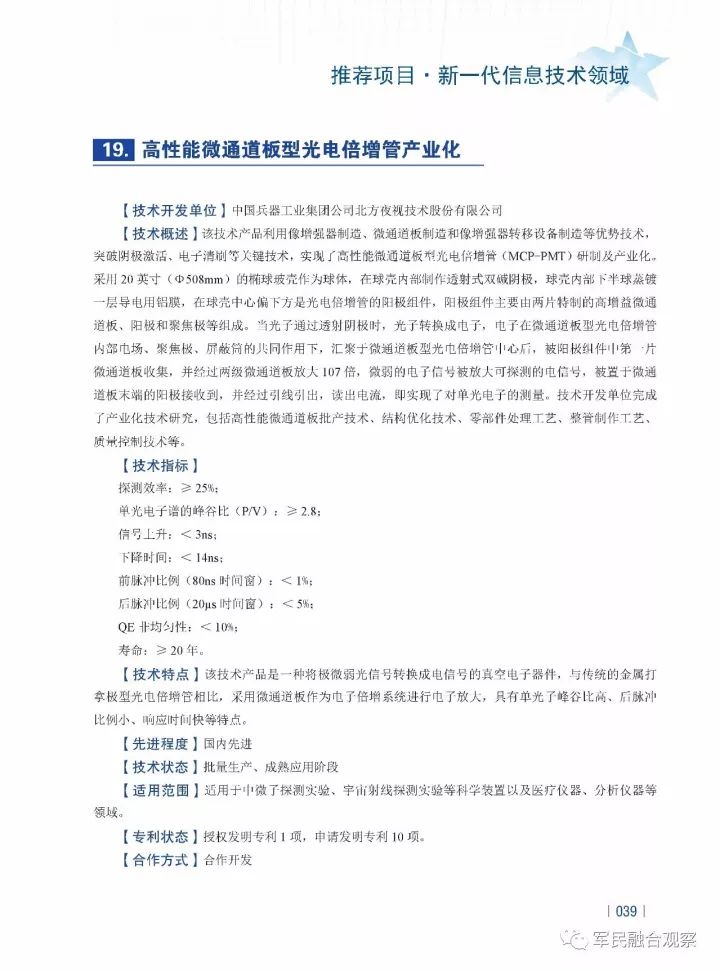 推荐项目·新一代信息技术领域
19. 高性能微通道板型光电倍增管产业化
【技术开发单位】中国兵器工业集团公司北方夜视技术股份有限公司
【技术概述】该技术产品利用像增强器制造、微通道板制造和像增强器转移设备制造等优势技术，
突破阴极激活、电子清刷等关键技术，实现了高性能微通道板型光电倍增管（MCP-PMT）研制及产业化。
采用 20 英寸（Φ508mm）的椭球玻壳作为球体，在球壳内部制作透射式双碱阴极，球壳内部下半球蒸镀
一层导电用铝膜，在球壳中心偏下方是光电倍增管的阳极组件，阳极组件主要由两片特制的高增益微通
道板、阳极和聚焦极等组成。当光子通过透射阴极时，光子转换成电子，电子在微通道板型光电倍增管
内部电场、聚焦极、屏蔽筒的共同作用下，汇聚于微通道板型光电倍增管中心后，被阳极组件中第一片
微通道板收集，并经过两级微通道板放大 107 倍，微弱的电子信号被放大可探测的电信号，被置于微通
道板末端的阳极接收到，并经过引线引出，读出电流，即实现了对单光电子的测量。技术开发单位完成
了产业化技术研究，包括高性能微通道板批产技术、结构优化技术、零部件处理工艺、整管制作工艺、
质量控制技术等。
【技术指标】
探测效率：≥ 25%；
单光电子谱的峰谷比（P/V）：≥ 2.8；
信号上升：＜ 3ns；
下降时间：＜ 14ns；
前脉冲比例（80ns 时间窗）：＜ 1%；
后脉冲比例（20μs 时间窗）：＜ 5%；
QE 非均匀性：＜ 10%；
寿命：≥ 20 年。
【技术特点】该技术产品是一种将极微弱光信号转换成电信号的真空电子器件，与传统的金属打
拿极型光电倍增管相比，采用微通道板作为电子倍增系统进行电子放大，具有单光子峰谷比高、后脉冲
比例小、响应时间快等特点。
【先进程度】国内先进
【技术状态】批量生产、成熟应用阶段
【适用范围】适用于中微子探测实验、宇宙射线探测实验等科学装置以及医疗仪器、分析仪器等
领域。
【专利状态】授权发明专利 1 项，申请发明专利 10 项。
【合作方式】合作开发
| 039 |
军民融合观察